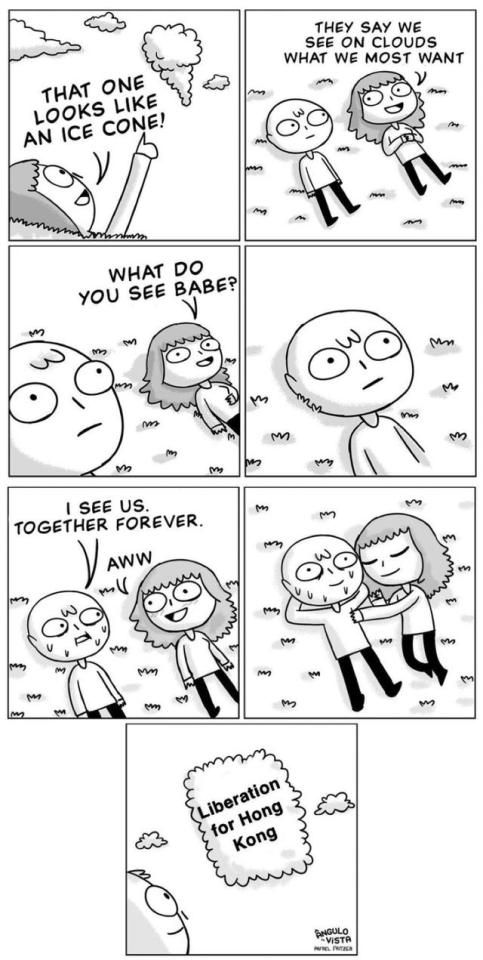 THAT ONE
LOOKS LIKE
AN ICE CONE!
THEY SAY WE
SEE ON CLOUDS
WHAT WE MOST WANT
WHAT DO
YOU SEE BABE?
I SEE US.
TOGETHER FOREVER.
AWW
Liberation
for Hong
Kong
ÂNGULO
VISTA